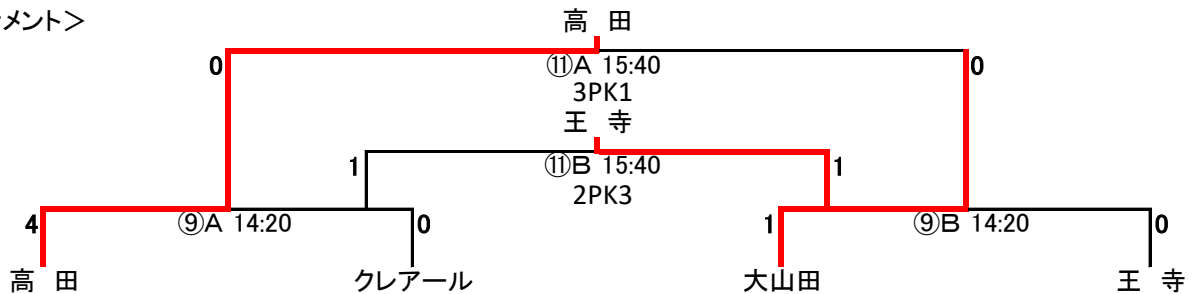 メント＞
高 田
0 0
⑪A 15:40
3PK1
王 寺
1 1
⑪B 15:40
2PK3
4 0 1 0
⑨A 14:20 ⑨B 14:20
高 田 クレアール 大山田 王 寺